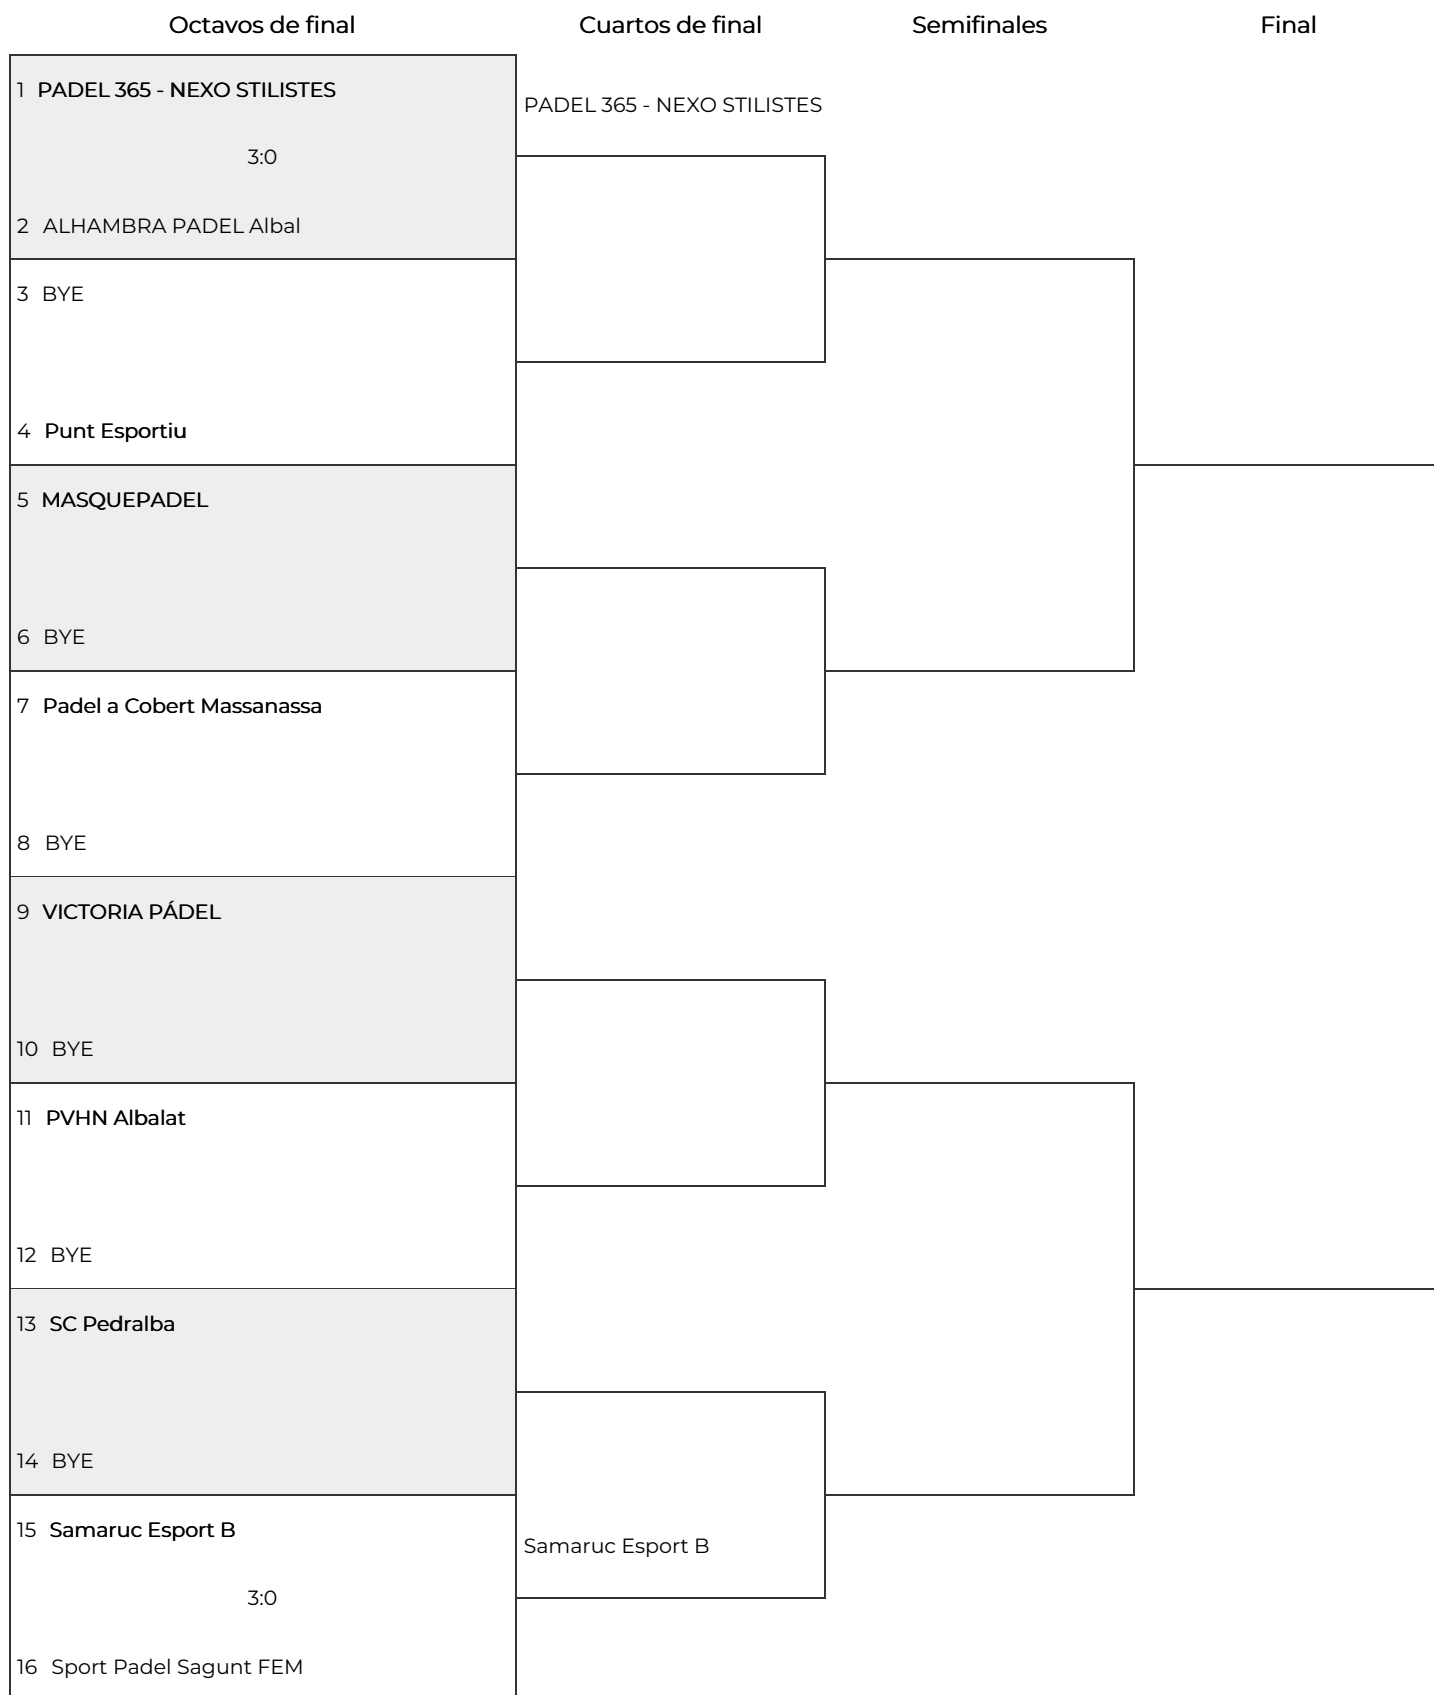 Octavos de final
Cuartos de final
Semifinales
Final
1 PADEL 365 - NEXO STILISTES
PADEL 365 - NEXO STILISTES
3:0
2 ALHAMBRA PADEL Albal
3 BYE
4 Punt Esportiu
5 MASQUEPADEL
6 BYE
7 Padel a Cobert Massanassa
8 BYE
9 VICTORIA PÁDEL
10 BYE
11 PVHN Albalat
12 BYE
13 SC Pedralba
14 BYE
15 Samaruc Esport B
Samaruc Esport B
3:0
16 Sport Padel Sagunt FEM